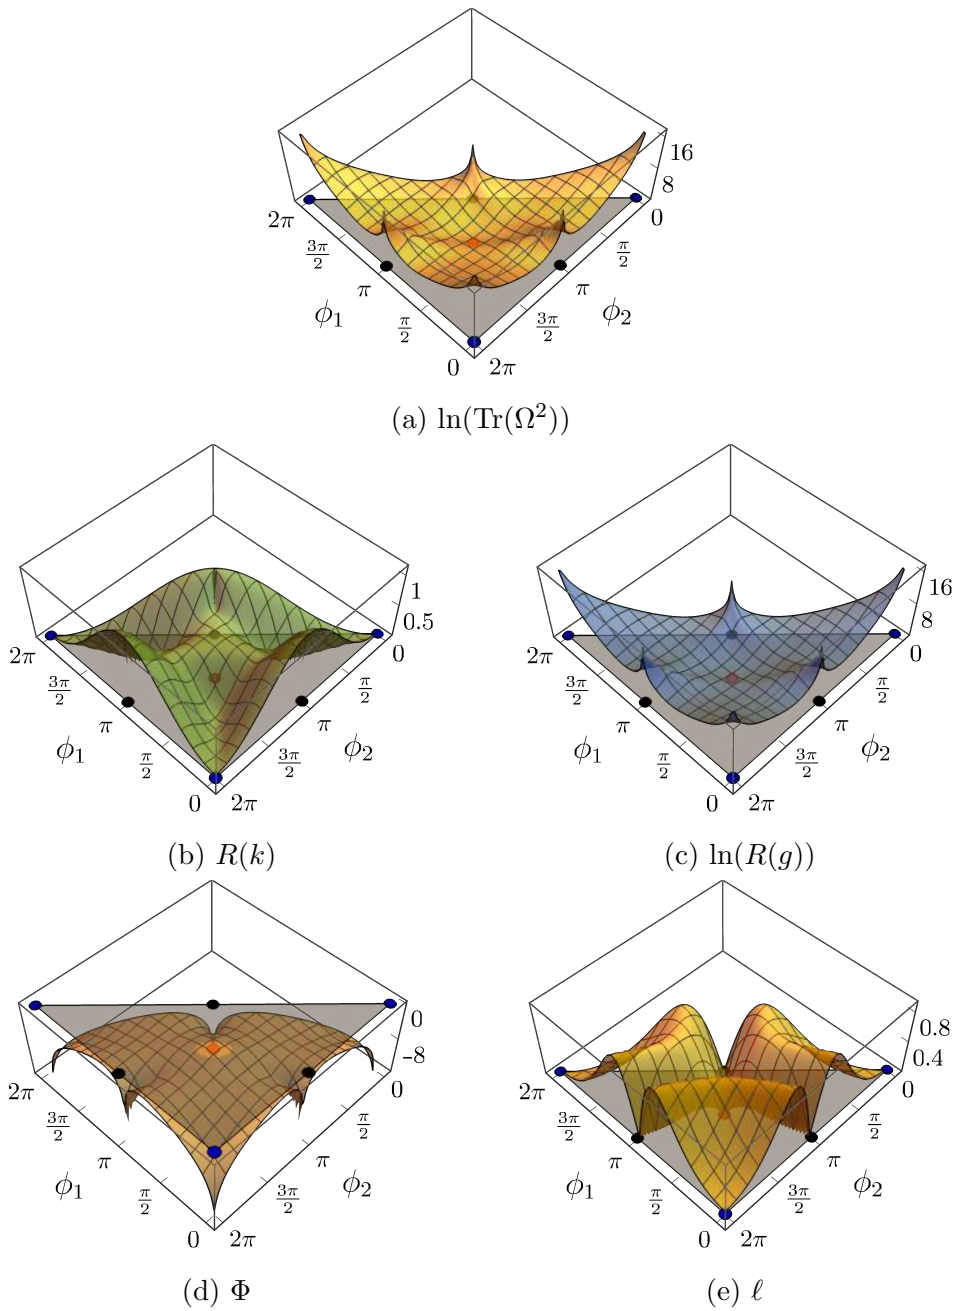 16
8
2π
0
3π/2
π/2
π
π
ϕ₁
ϕ₂
π/2
3π/2
0
2π
(a) ln(Tr(Ω²))
1
0.5
2π
0
3π/2
π/2
π
π
ϕ₁
ϕ₂
π/2
3π/2
0
2π
(b) R(k)
16
8
2π
0
3π/2
π/2
π
π
ϕ₁
ϕ₂
π/2
3π/2
0
2π
(c) ln(R(g))
0
−8
2π
0
3π/2
π/2
π
π
ϕ₁
ϕ₂
π/2
3π/2
0
2π
(d) Φ
0.8
0.4
2π
0
3π/2
π/2
π
π
ϕ₁
ϕ₂
π/2
3π/2
0
2π
(e) ℓ